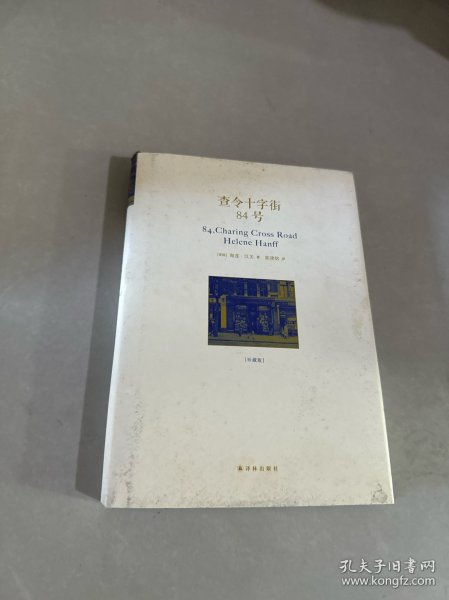 查令十字街
84号
84, Charing Cross Road
Helene Hanff
[美国] 海莲·汉芙 著 陈建铭 译
[珍藏版]
译林出版社
孔夫子旧书网
www.kongfz.com